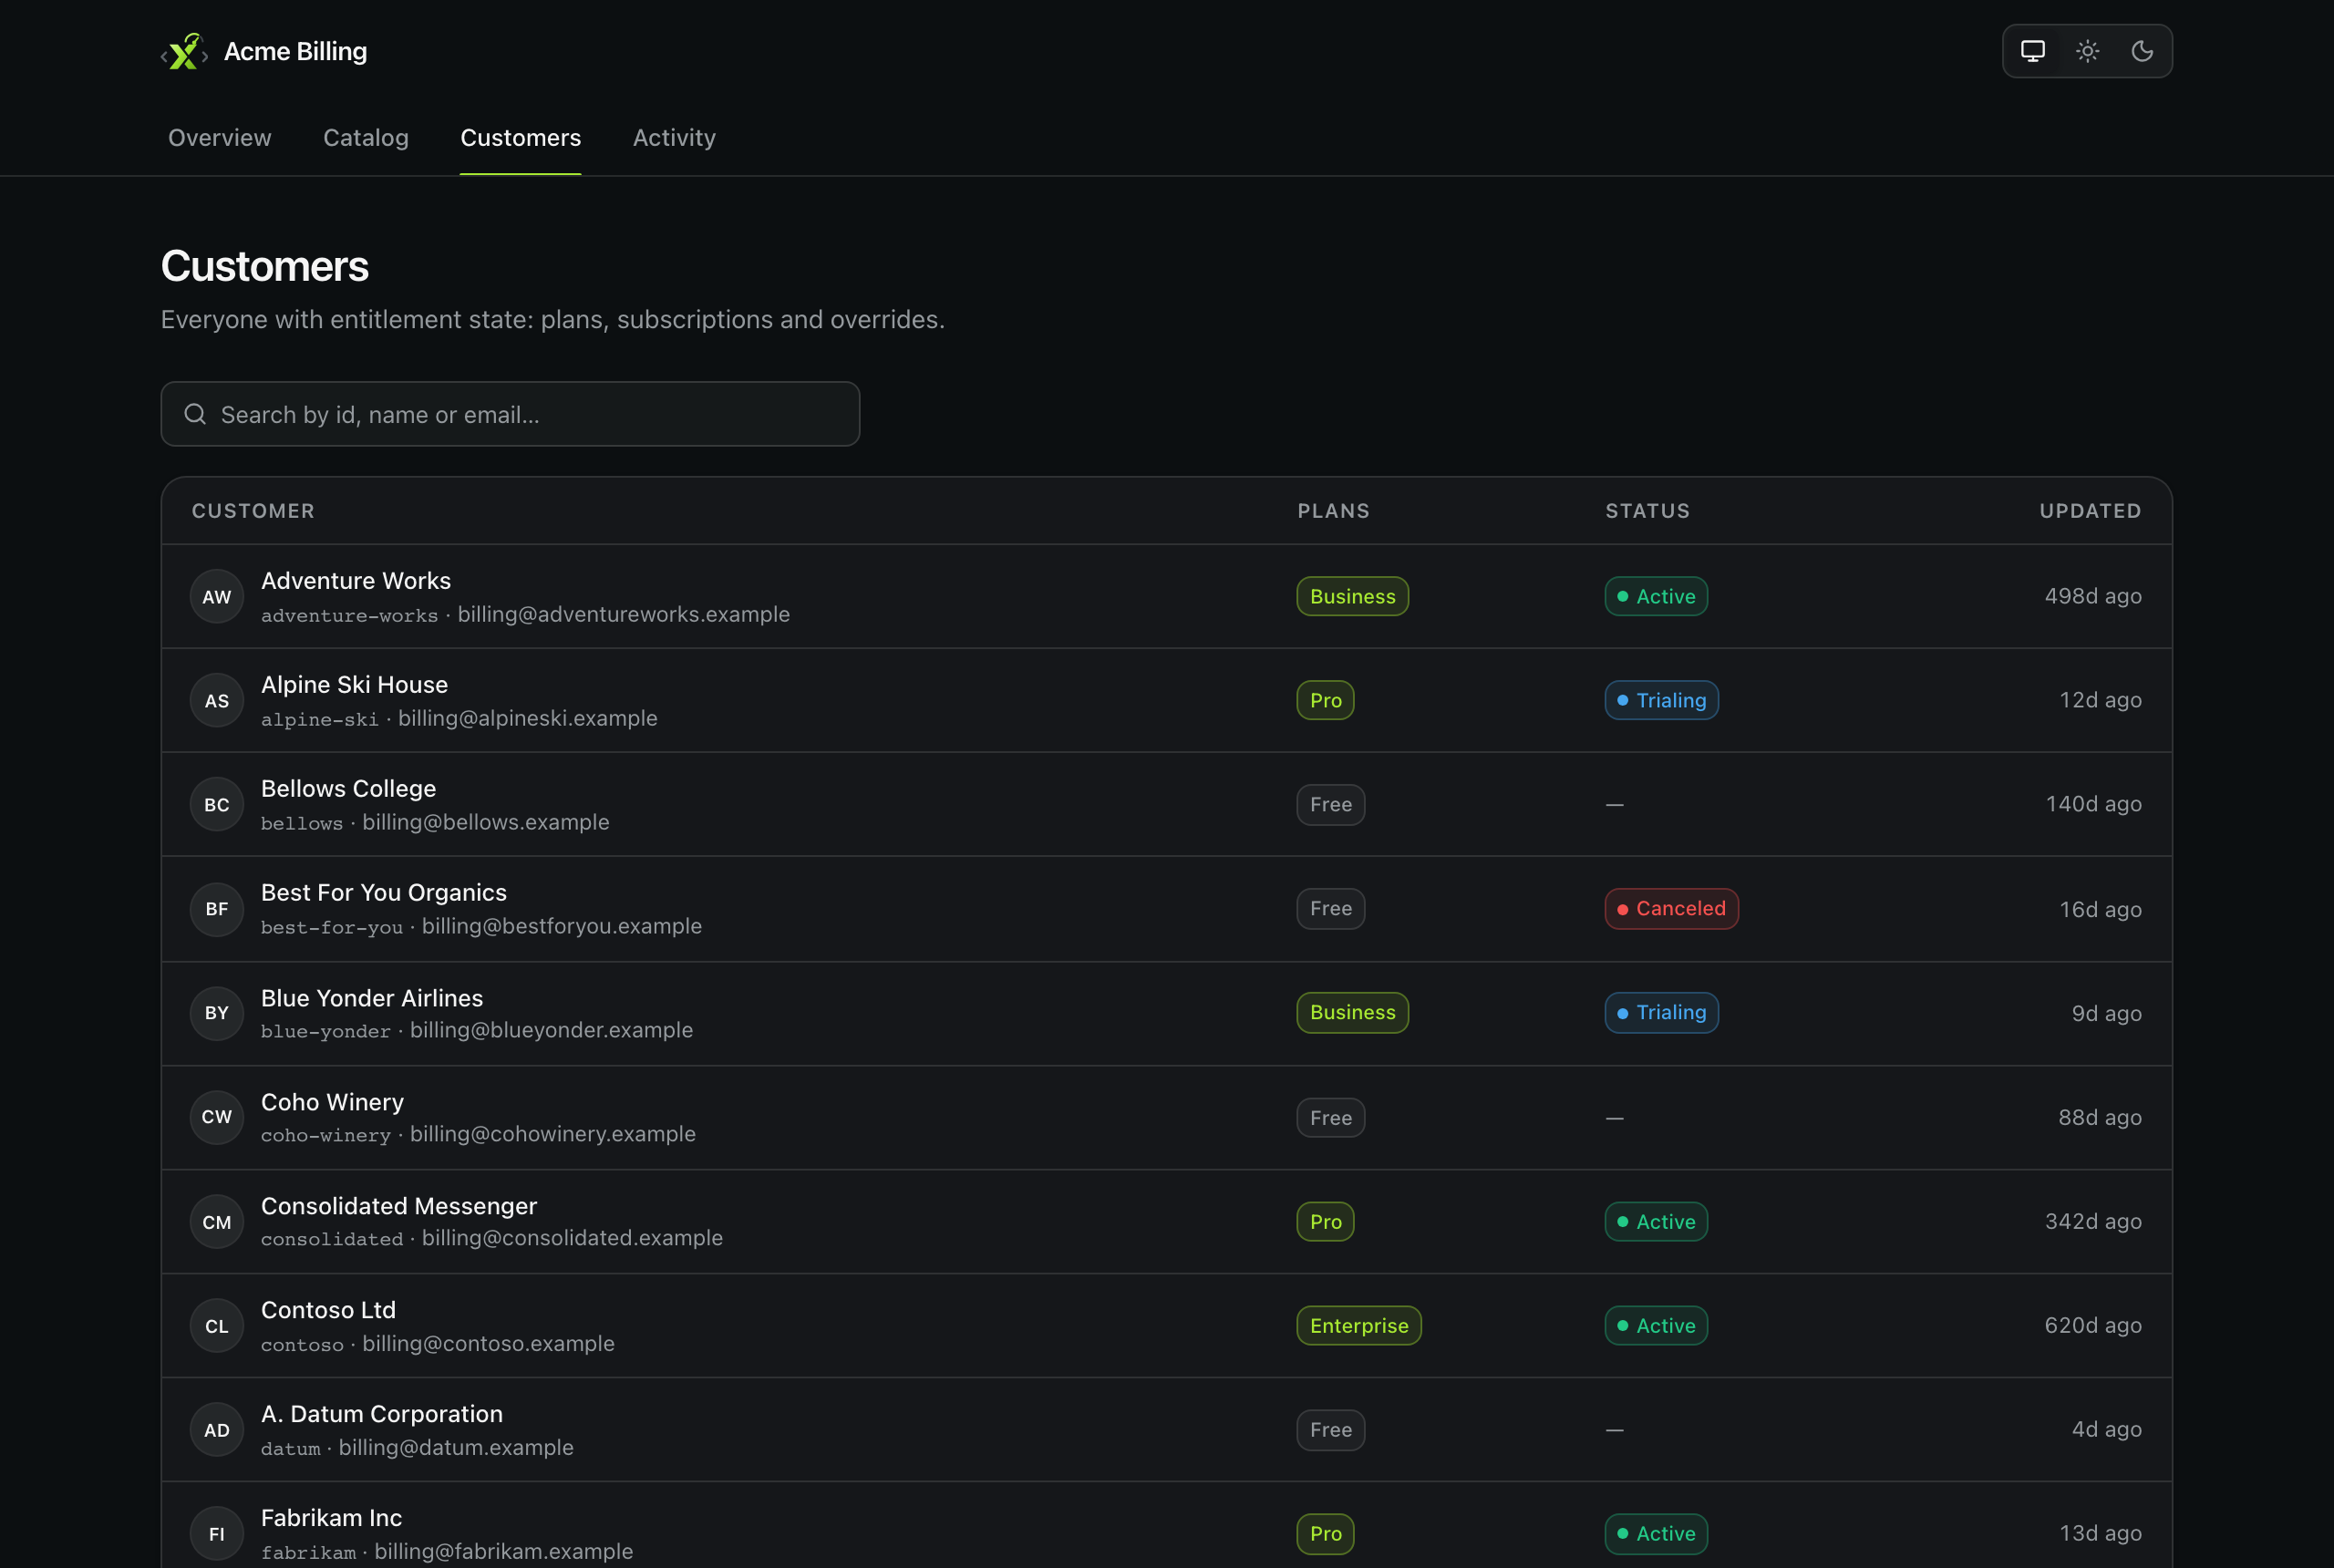 Acme Billing
Overview Catalog Customers Activity
Customers
Everyone with entitlement state: plans, subscriptions and overrides.
Search by id, name or email...
CUSTOMER PLANS STATUS UPDATED
AW Adventure Works Business Active 498d ago
adventure-works · billing@adventureworks.example
AS Alpine Ski House Pro Trialing 12d ago
alpine-ski · billing@alpineski.example
BC Bellows College Free — 140d ago
bellows · billing@bellows.example
BF Best For You Organics Free Canceled 16d ago
best-for-you · billing@bestforyou.example
BY Blue Yonder Airlines Business Trialing 9d ago
blue-yonder · billing@blueyonder.example
CW Coho Winery Free — 88d ago
coho-winery · billing@cohowinery.example
CM Consolidated Messenger Pro Active 342d ago
consolidated · billing@consolidated.example
CL Contoso Ltd Enterprise Active 620d ago
contoso · billing@contoso.example
AD A. Datum Corporation Free — 4d ago
datum · billing@datum.example
FI Fabrikam Inc Pro Active 13d ago
fabrikam · billing@fabrikam.example